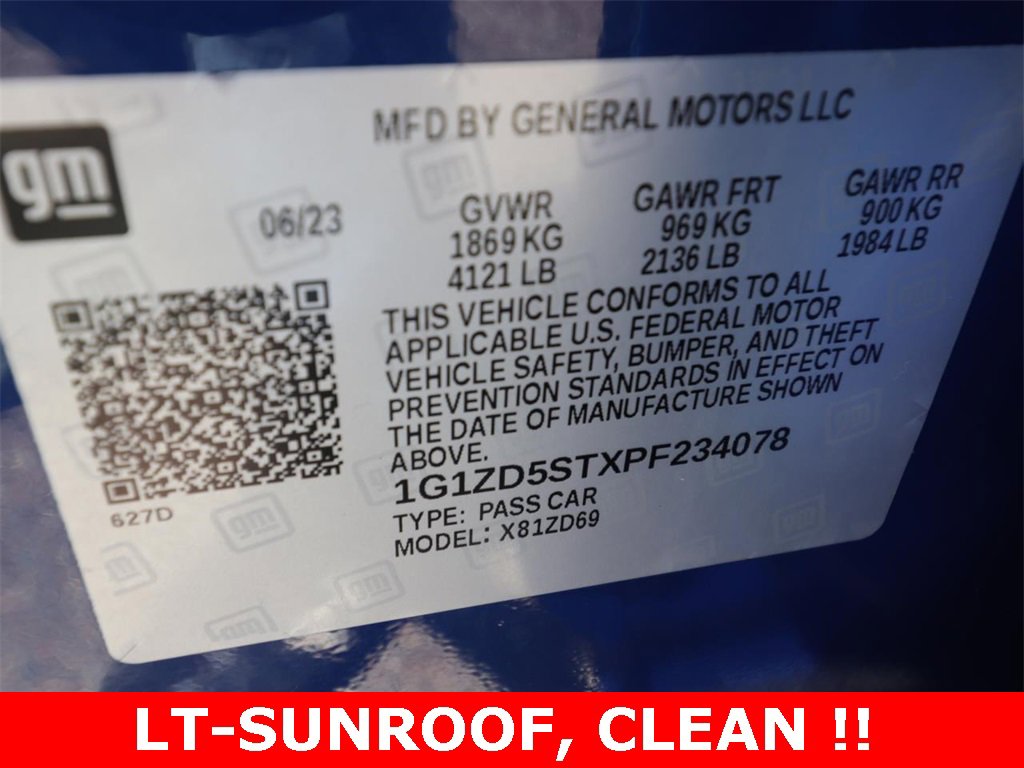 MFD BY GENERAL MOTORS LLC
gm
06/23
GVWR
1869 KG
4121 LB
GAWR FRT
969 KG
2136 LB
GAWR RR
900 KG
1984 LB
THIS VEHICLE CONFORMS TO ALL
APPLICABLE U.S. FEDERAL MOTOR
VEHICLE SAFETY, BUMPER, AND THEFT
PREVENTION STANDARDS IN EFFECT ON
THE DATE OF MANUFACTURE SHOWN
ABOVE.
1G1ZD5STXPF234078
TYPE: PASS CAR
MODEL: X81ZD69
627D
LT-SUNROOF, CLEAN !!